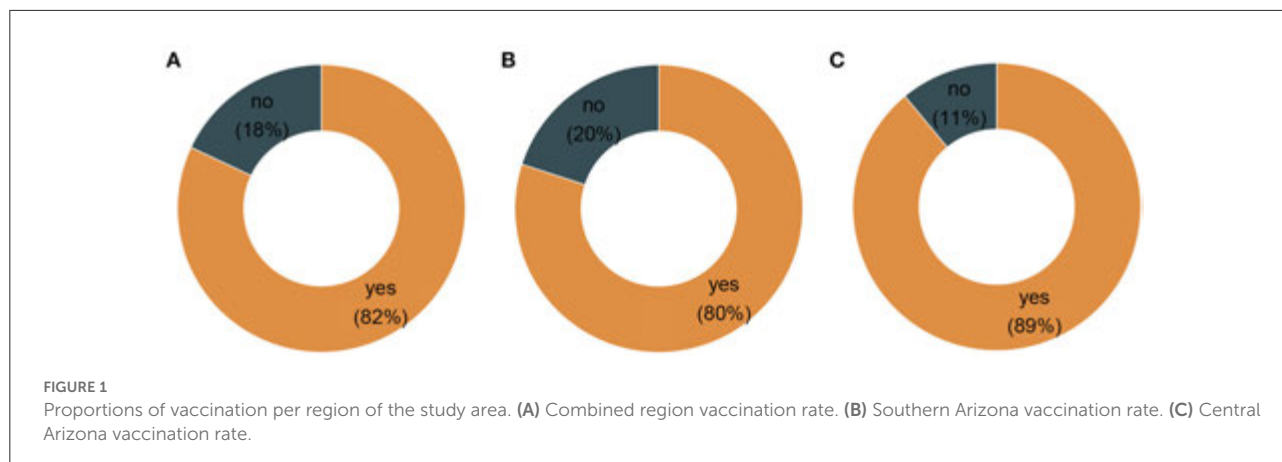 A
no
(18%)
yes
(82%)
B
no
(20%)
yes
(80%)
C
no
(11%)
yes
(89%)
FIGURE 1
Proportions of vaccination per region of the study area. (A) Combined region vaccination rate. (B) Southern Arizona vaccination rate. (C) Central
Arizona vaccination rate.